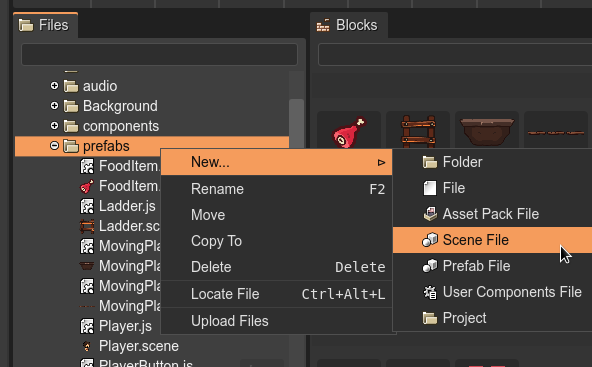 Files
Blocks
audio
Background
components
prefabs
FoodItem.
New...
Folder
FoodItem.
Rename F2
File
Ladder.js
Move
Asset Pack File
Ladder.sc
Copy To
Scene File
MovingPla
Delete Delete
Prefab File
MovingPla
Locate File Ctrl+Alt+L
User Components File
MovingPla
Upload Files
Project
MovingPla
Player.js
Player.scene
PlayerButton.js